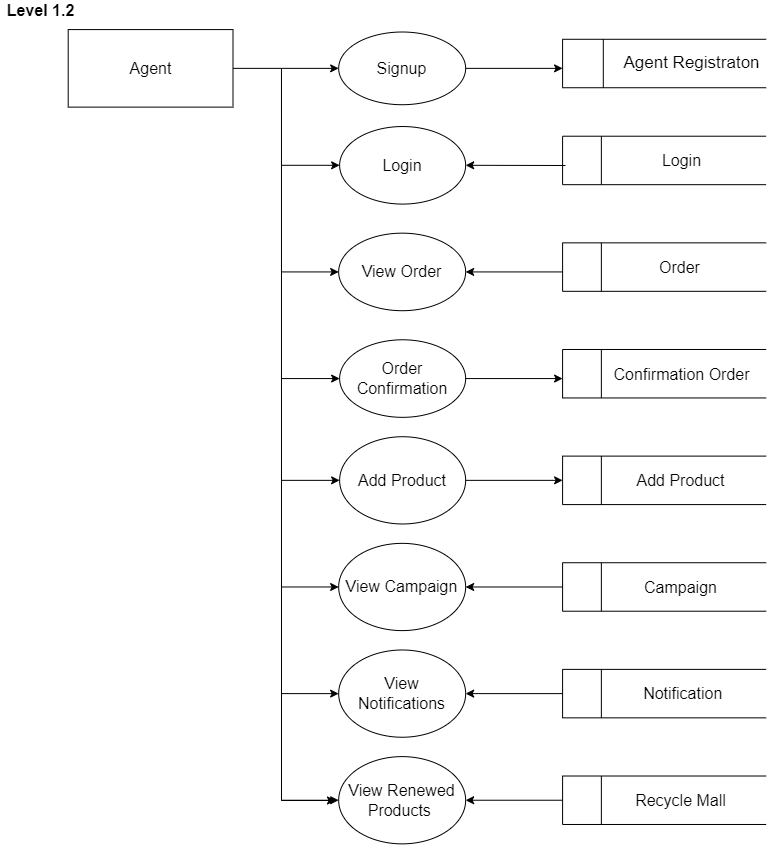 Level 1.2
Agent
Signup
Agent Registraton
Login
Login
View Order
Order
Order
Confirmation
Confirmation Order
Add Product
Add Product
View Campaign
Campaign
View
Notifications
Notification
View Renewed
Products
Recycle Mall